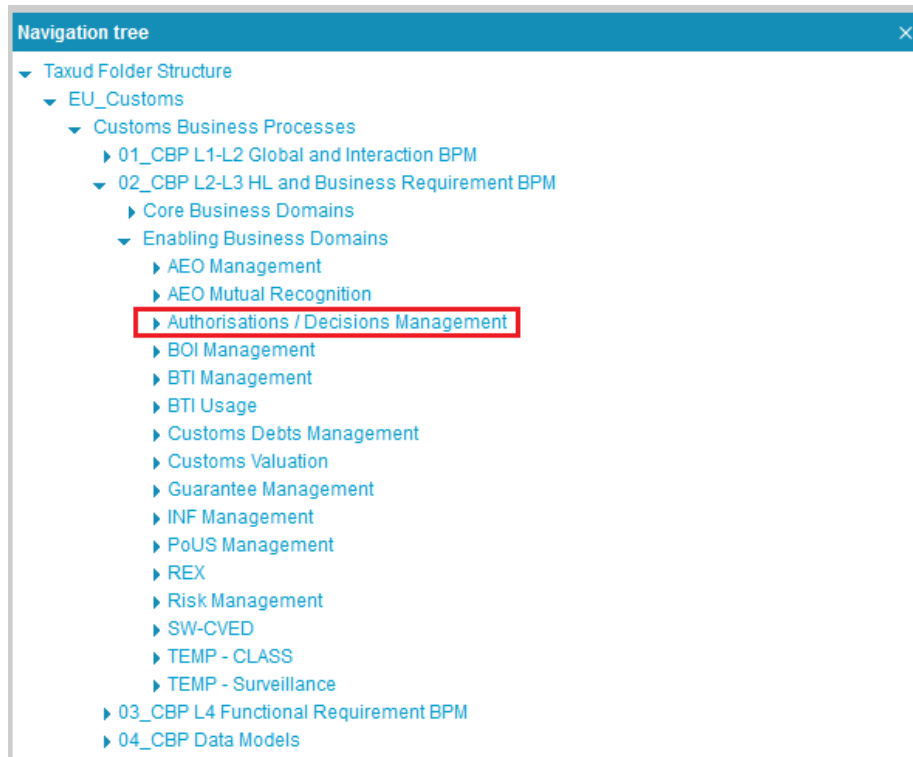 Navigation tree
Taxud Folder Structure
EU_Customs
Customs Business Processes
01_CBP L1-L2 Global and Interaction BPM
02_CBP L2-L3 HL and Business Requirement BPM
Core Business Domains
Enabling Business Domains
AEO Management
AEO Mutual Recognition
Authorisations / Decisions Management
BOI Management
BTI Management
BTI Usage
Customs Debts Management
Customs Valuation
Guarantee Management
INF Management
PoUS Management
REX
Risk Management
SW-CVED
TEMP - CLASS
TEMP - Surveillance
03_CBP L4 Functional Requirement BPM
04_CBP Data Models